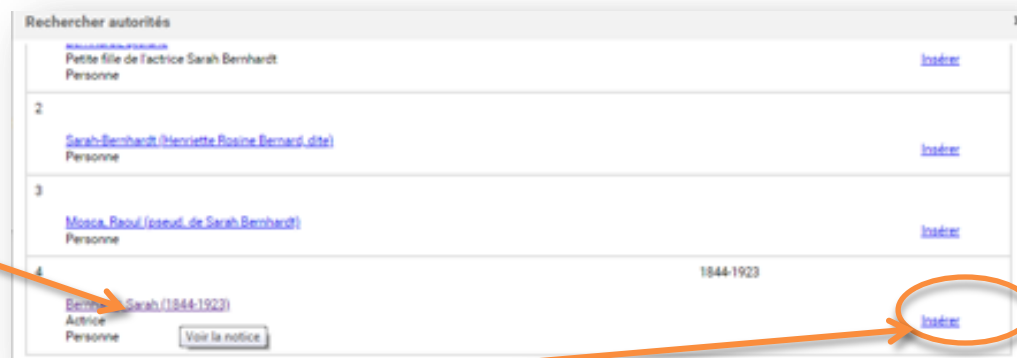 Rechercher autorités
Petite fille de l'actrice Sarah Bernhardt
Personne
Insérer
2
Sarah-Bernhardt (Henriette Rosine Bernard, dite)
Personne
Insérer
3
Mosca, Raoul (pseud. de Sarah Bernhardt)
Personne
Insérer
4
1844-1923
Sarah (1844-1923)
Actrice
Personne
Voir la notice
Insérer